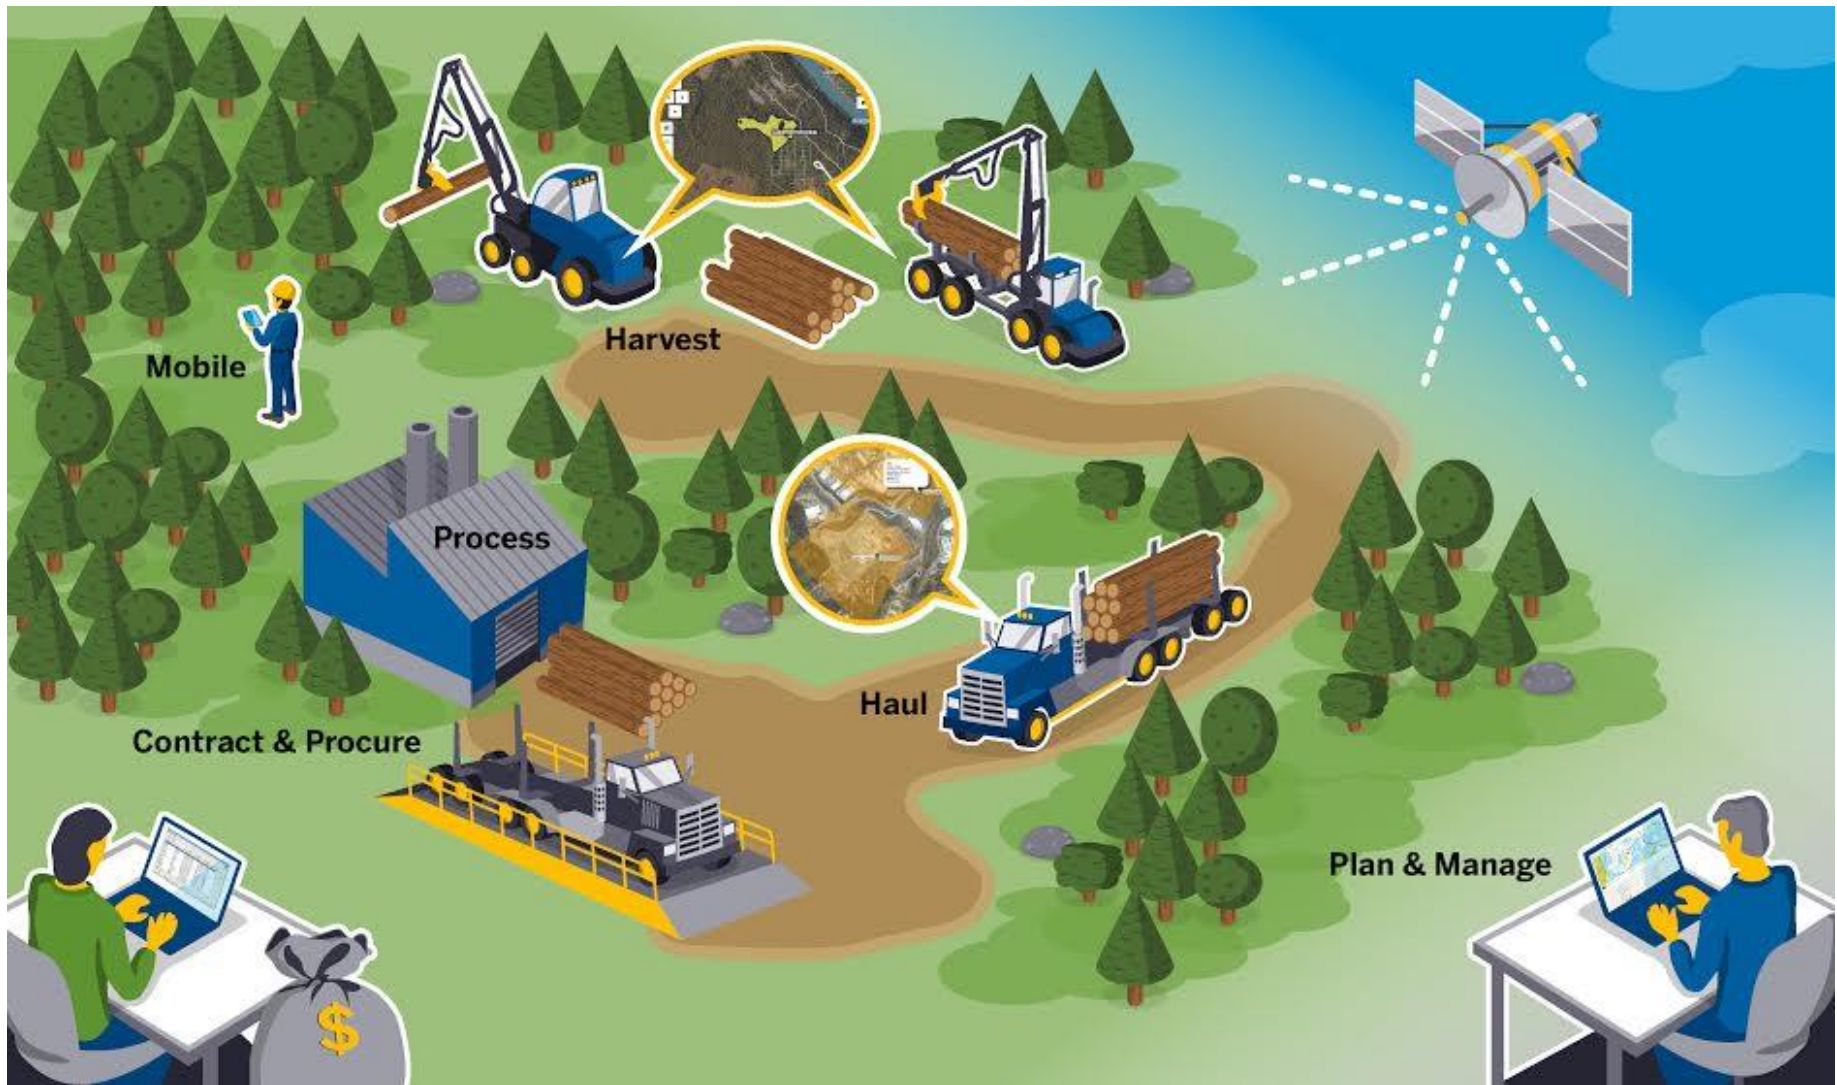 Harvest
Mobile
Process
Haul
Contract & Procure
Plan & Manage
$